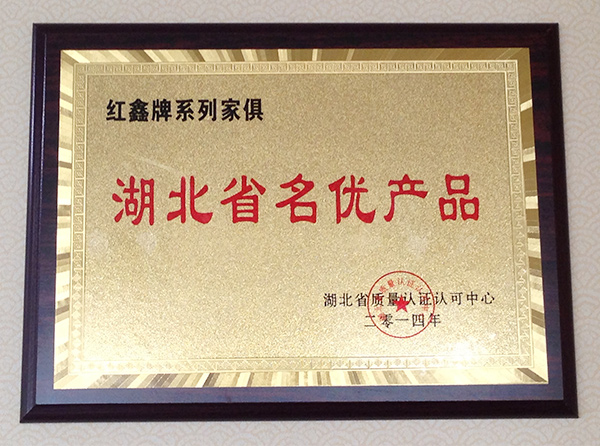 红鑫牌系列家俱
湖北省名优产品
湖北省质量认证认可中心
二零一四年